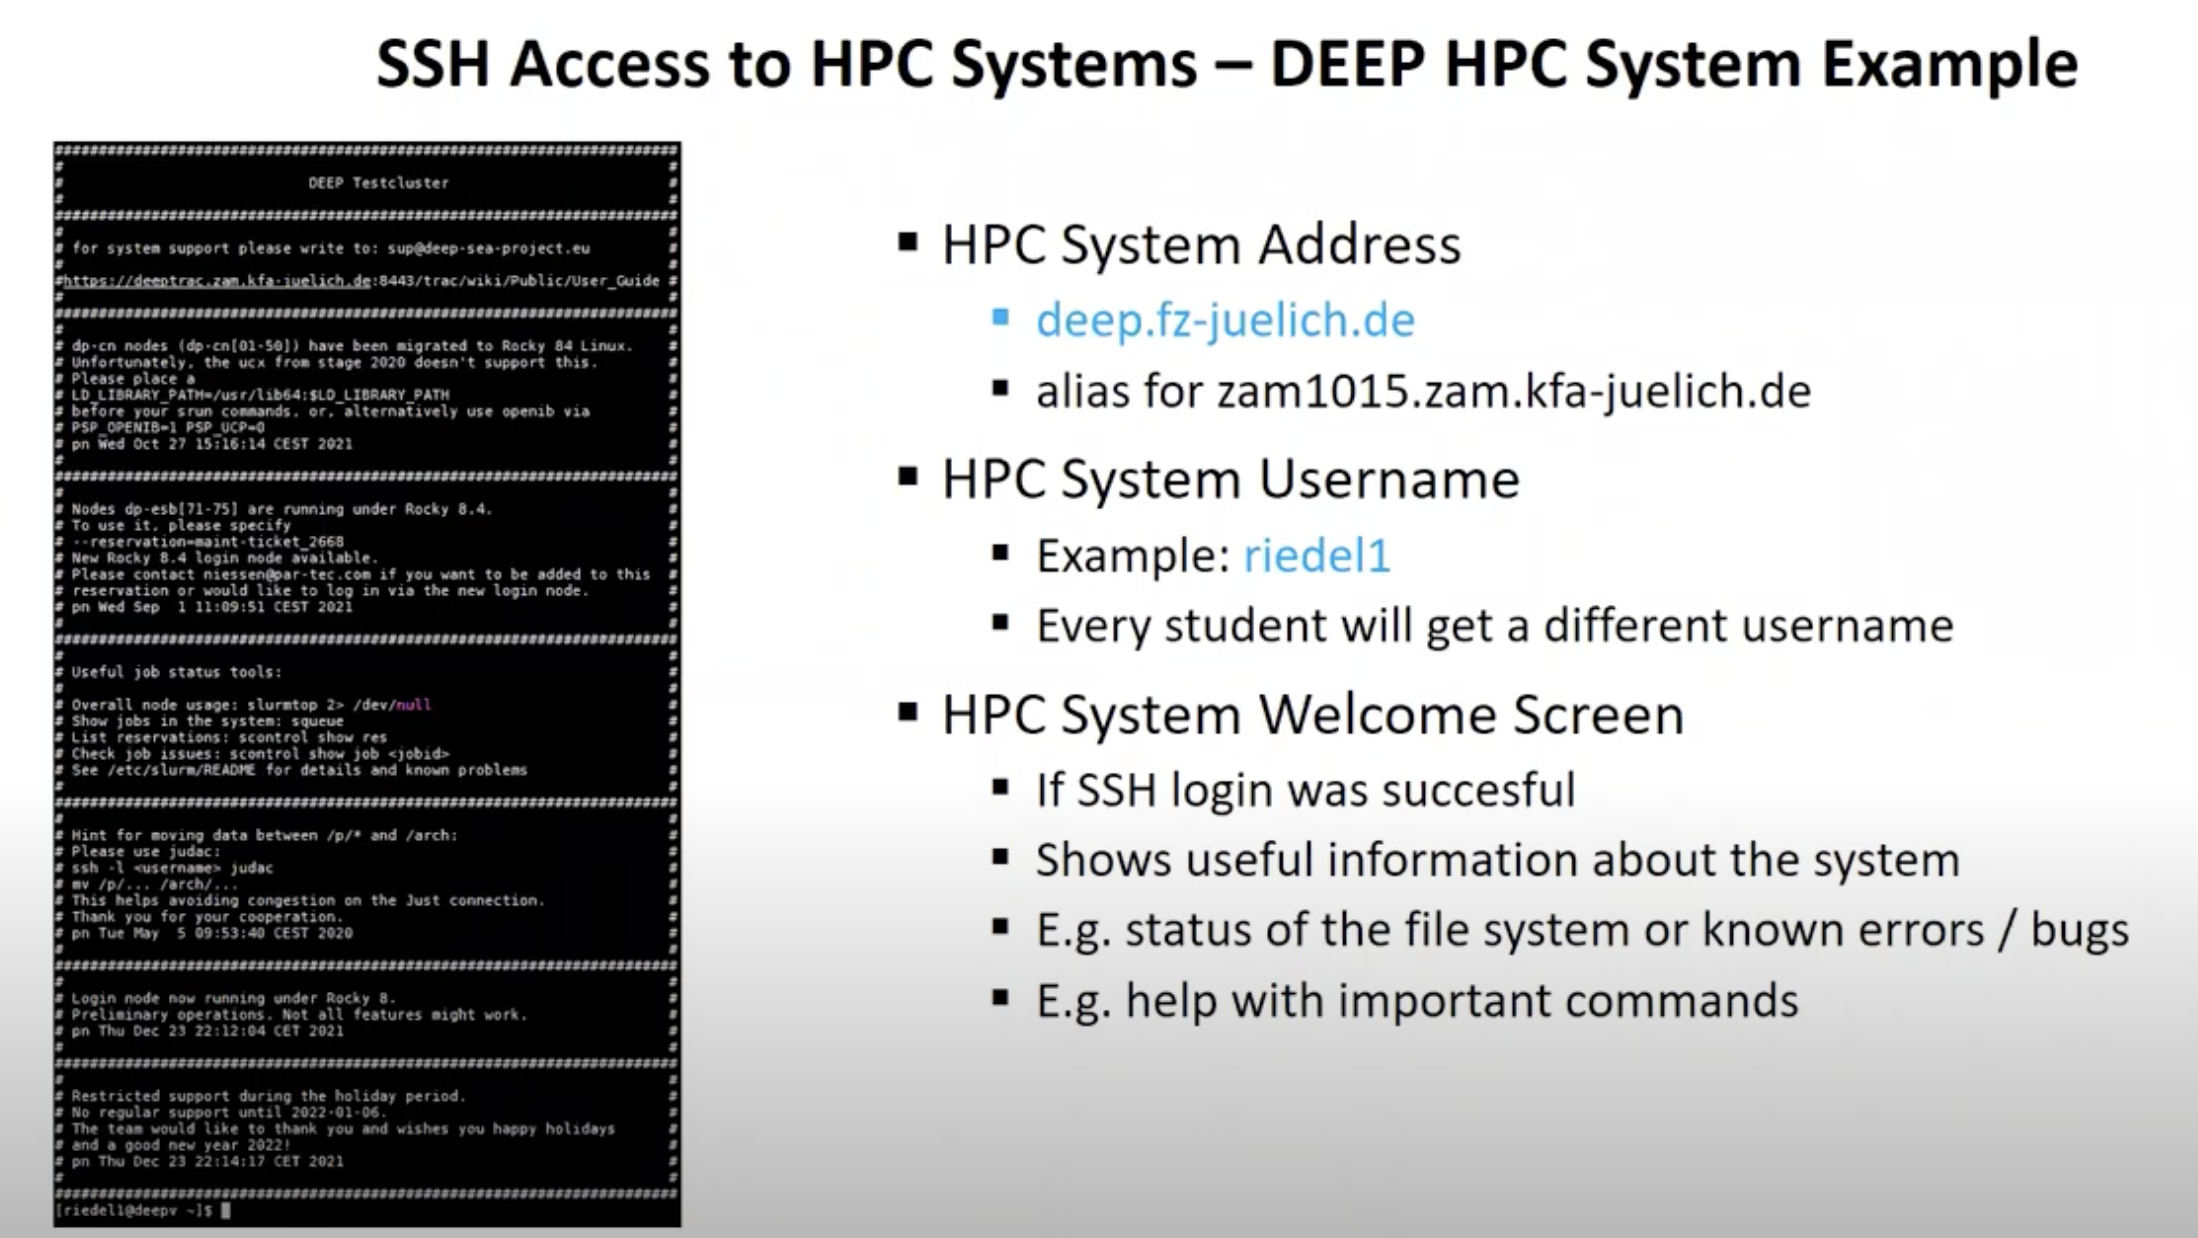 SSH Access to HPC Systems – DEEP HPC System Example
################################################################################
# #
# DEEP Testcluster #
# #
################################################################################
# #
# for system support please write to: sup@deep-sea-project.eu #
# #
#https://deeptrac.zam.kfa-juelich.de:8443/trac/wiki/Public/User_Guide #
# #
################################################################################
# #
# dp-cn nodes (dp-cn[01-50]) have been migrated to Rocky 84 Linux. #
# Unfortunately, the ucx from stage 2020 doesn't support this. #
# Please place a #
# LD_LIBRARY_PATH=/usr/lib64:$LD_LIBRARY_PATH #
# before your srun commands, or, alternatively use openib via #
# PSP_OPENIB=1 PSP_UCP=0 #
# pn Wed Oct 27 15:16:14 CEST 2021 #
# #
################################################################################
# #
# Nodes dp-esb[71-75] are running under Rocky 8.4. #
# To use it, please specify #
# --reservation=maint-ticket_2668 #
# New Rocky 8.4 login node available. #
# Please contact niessen@par-tec.com if you want to be added to this #
# reservation or would like to log in via the new login node. #
# pn Wed Sep 1 11:09:51 CEST 2021 #
# #
################################################################################
# #
# Useful job status tools: #
# #
# Overall node usage: slurmtop 2> /dev/null #
# Show jobs in the system: squeue #
# List reservations: scontrol show res #
# Check job issues: scontrol show job <jobid> #
# See /etc/slurm/README for details and known problems #
# #
################################################################################
# #
# Hint for moving data between /p/* and /arch: #
# Please use judac: #
# ssh -l <username> judac #
# mv /p/... /arch/... #
# This helps avoiding congestion on the Just connection. #
# Thank you for your cooperation. #
# pn Tue May 5 09:53:40 CEST 2020 #
# #
################################################################################
# #
# Login node now running under Rocky 8. #
# Preliminary operations. Not all features might work. #
# pn Thu Dec 23 22:12:04 CET 2021 #
# #
################################################################################
# #
# Restricted support during the holiday period. #
# No regular support until 2022-01-06. #
# The team would like to thank you and wishes you happy holidays #
# and a good new year 2022! #
# pn Thu Dec 23 22:14:17 CET 2021 #
# #
################################################################################
[riedel1@deepv ~]$
▪ HPC System Address
▪ deep.fz-juelich.de
▪ alias for zam1015.zam.kfa-juelich.de
▪ HPC System Username
▪ Example: riedel1
▪ Every student will get a different username
▪ HPC System Welcome Screen
▪ If SSH login was succesful
▪ Shows useful information about the system
▪ E.g. status of the file system or known errors / bugs
▪ E.g. help with important commands